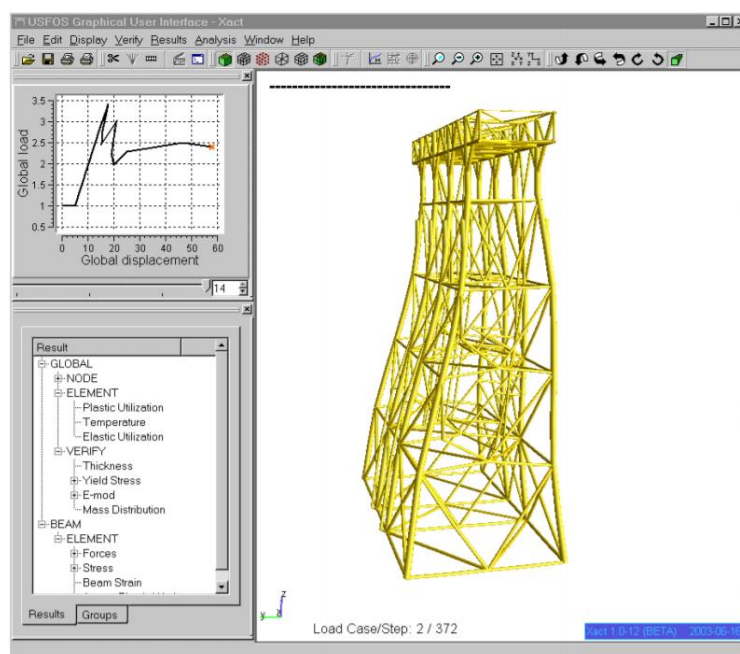 USFOS Graphical User Interface - Xact
File Edit Display Verify Results Analysis Window Help
3.5
3
2.5
2
1.5
1
0.5
Global load
0 10 20 30 40 50 60
Global displacement
14
Result
GLOBAL
NODE
ELEMENT
Plastic Utilization
Temperature
Elastic Utilization
VERIFY
Thickness
Yield Stress
E-mod
Mass Distribution
BEAM
ELEMENT
Forces
Stress
Beam Strain
Results Groups
z
y x
Load Case/Step: 2 / 372
Xact 1.0-12 (BETA) 2003-06-16